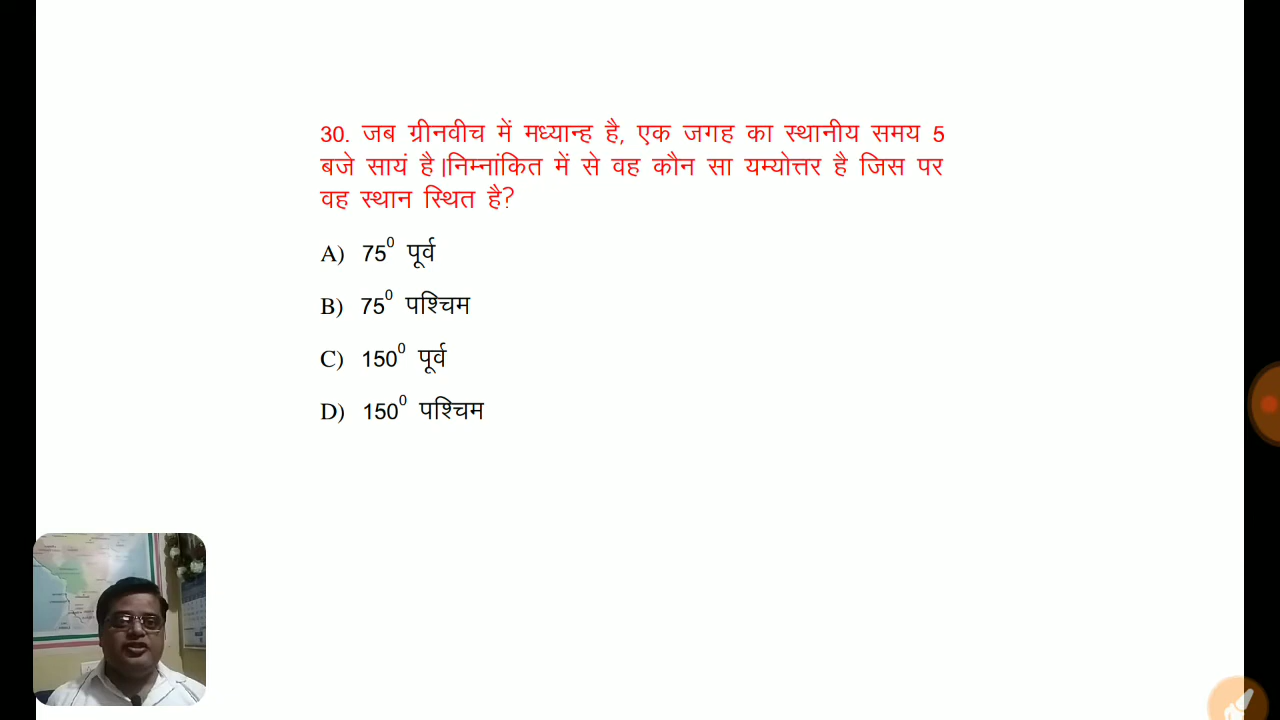 30. जब ग्रीनवीच में मध्यान्ह है, एक जगह का स्थानीय समय 5
बजे सायं है|निम्नांकित में से वह कौन सा यम्योत्तर है जिस पर
वह स्थान स्थित है?
A) 75⁰ पूर्व
B) 75⁰ पश्चिम
C) 150⁰ पूर्व
D) 150⁰ पश्चिम